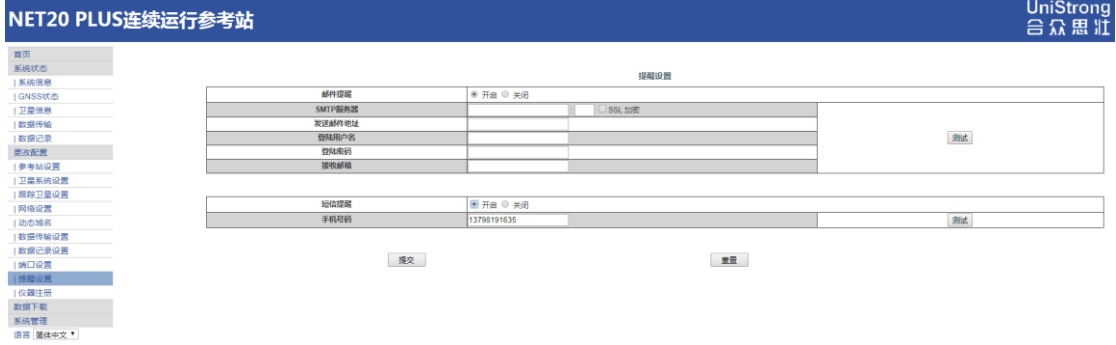 NET20 PLUS连续运行参考站
UniStrong
合众思壮
首页
系统状态
| 系统信息
| GNSS状态
| 卫星信息
| 数据传输
| 数据记录
更改配置
| 参考站设置
| 卫星系统设置
| 跟踪卫星设置
| 网络设置
| 动态域名
| 数据传输设置
| 数据记录设置
| 端口设置
| 提醒设置
| 仪器注册
数据下载
系统管理
语言 简体中文
提醒设置
邮件提醒 开启 关闭
SMTP服务器 : SSL 加密
发送邮件地址
登陆用户名
登陆密码
接收邮箱
测试
短信提醒 开启 关闭
手机号码 13798191635 测试
提交 重置